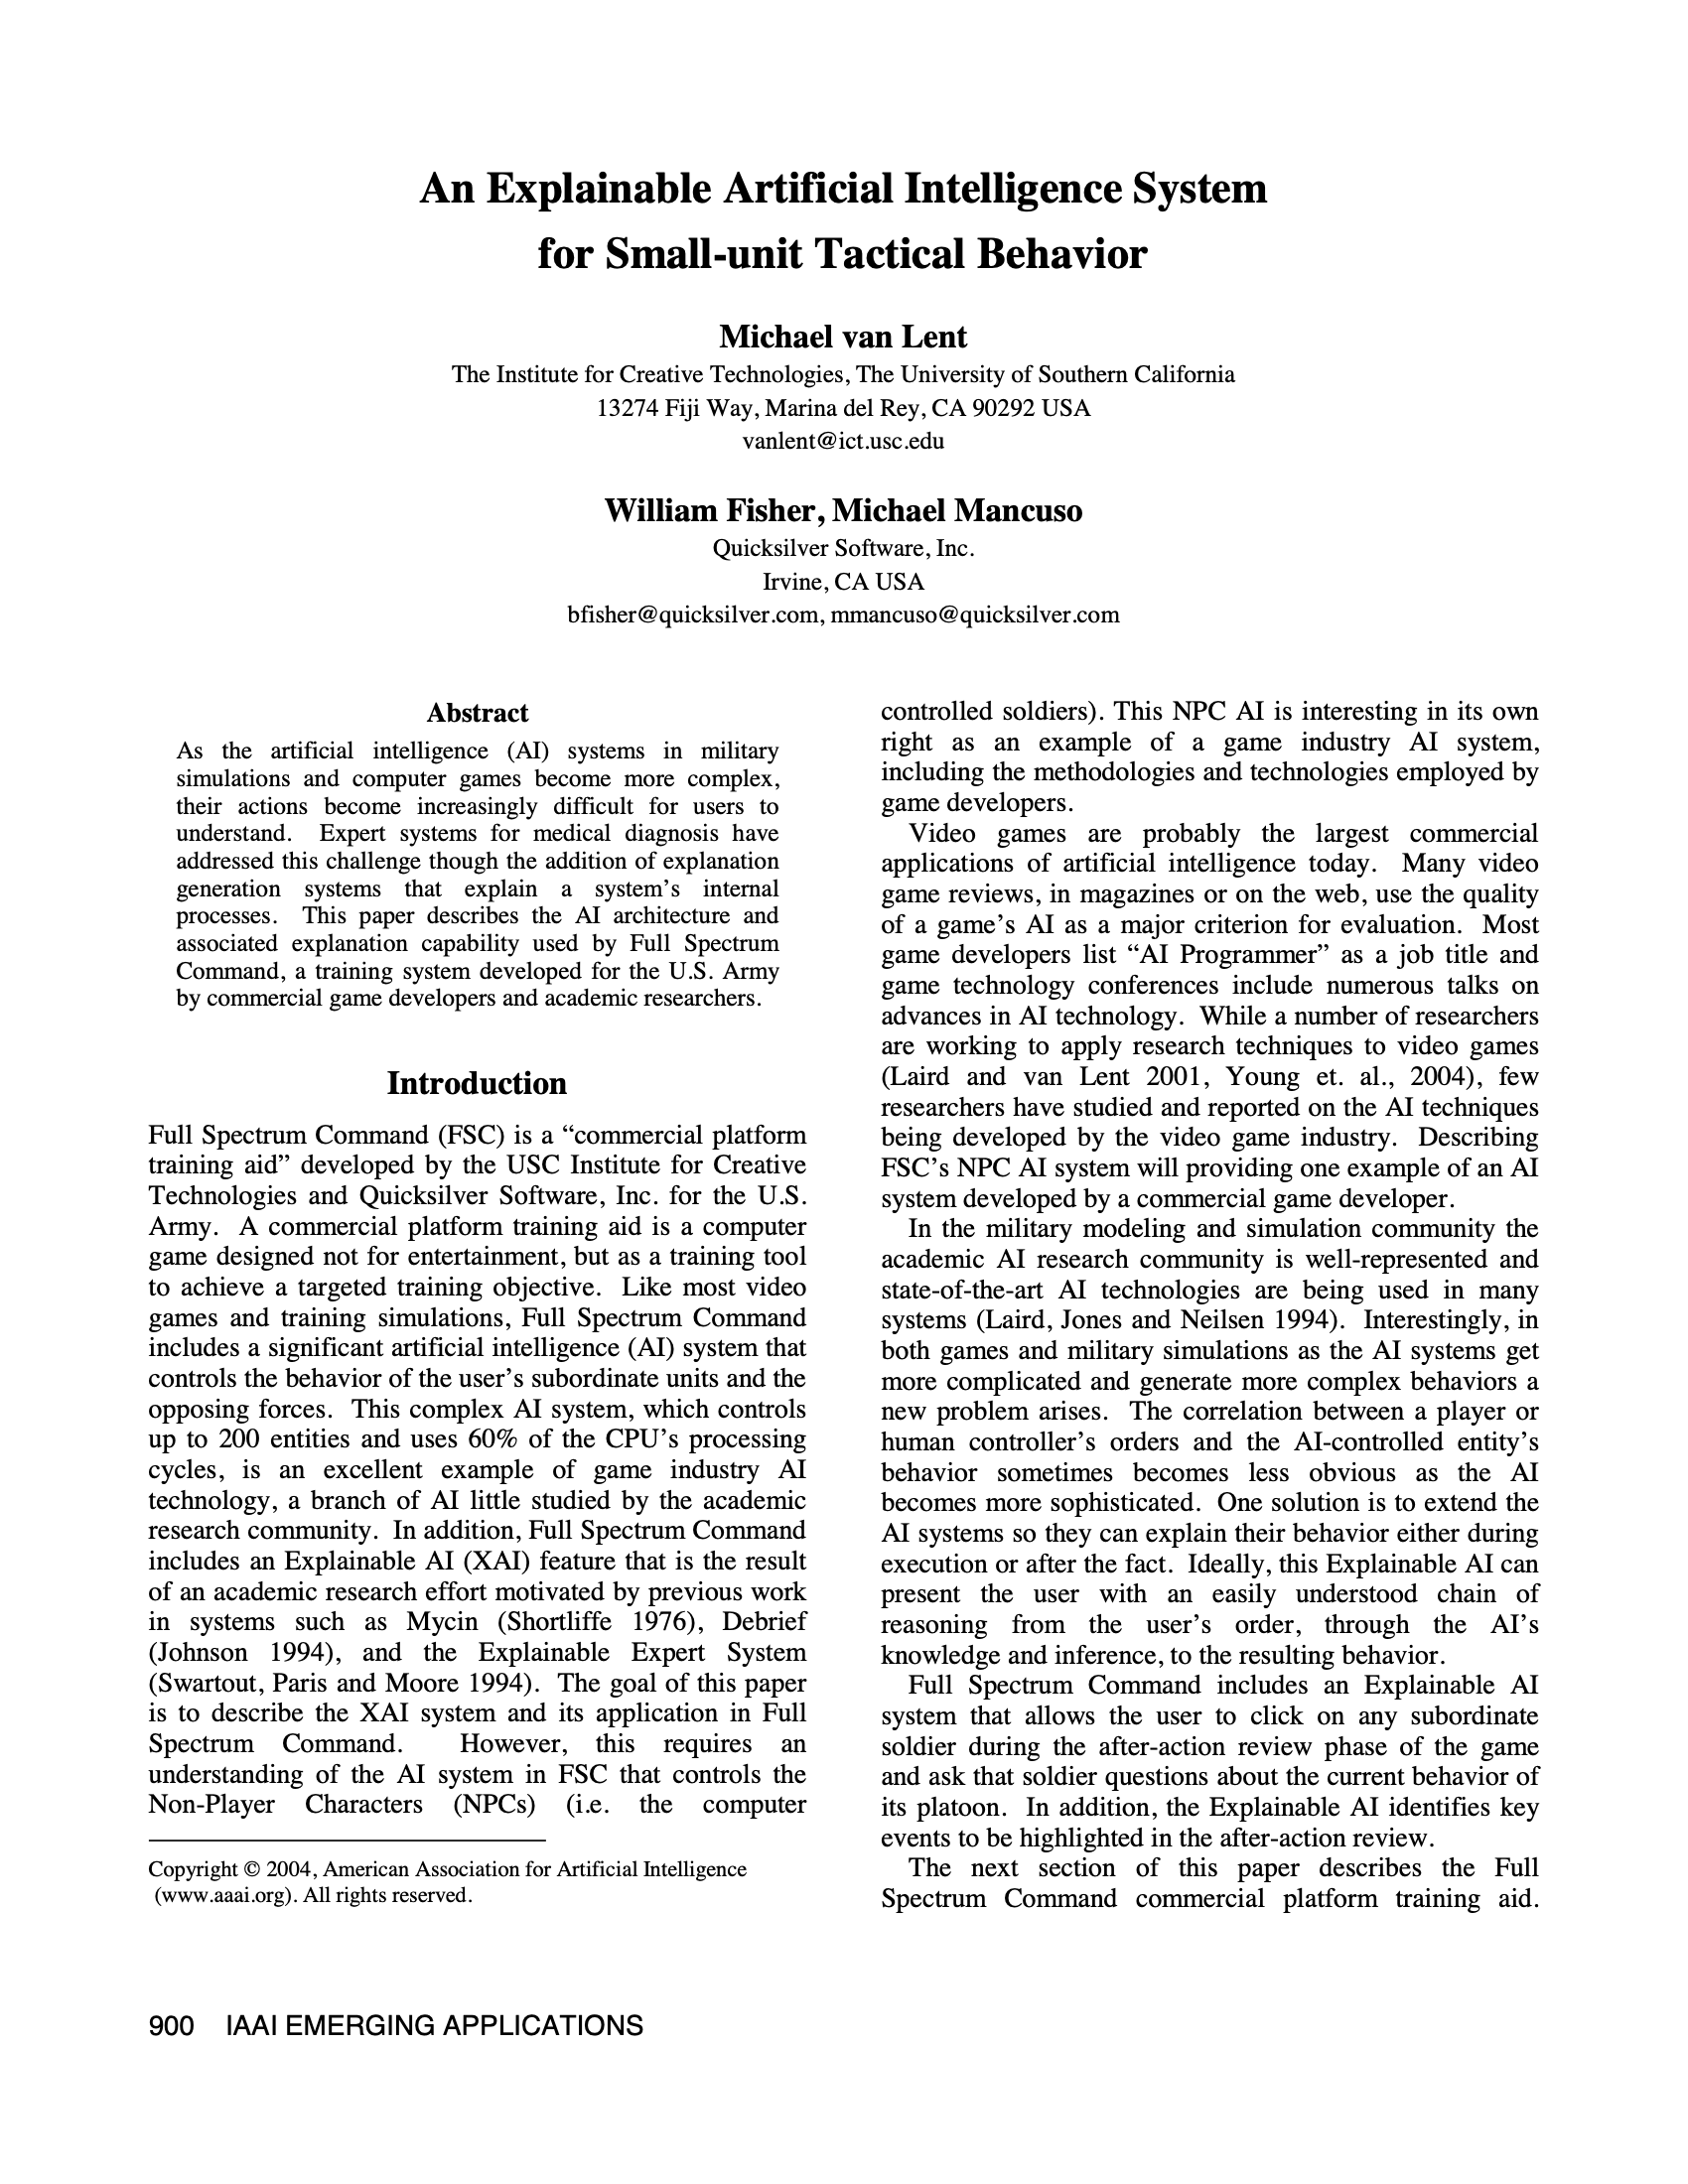 An Explainable Artificial Intelligence System
for Small-unit Tactical Behavior
Michael van Lent
The Institute for Creative Technologies, The University of Southern California
13274 Fiji Way, Marina del Rey, CA 90292 USA
vanlent@ict.usc.edu
William Fisher, Michael Mancuso
Quicksilver Software, Inc.
Irvine, CA USA
bfisher@quicksilver.com, mmancuso@quicksilver.com
Abstract
As the artificial intelligence (AI) systems in military
simulations and computer games become more complex,
their actions become increasingly difficult for users to
understand. Expert systems for medical diagnosis have
addressed this challenge though the addition of explanation
generation systems that explain a system's internal
processes. This paper describes the AI architecture and
associated explanation capability used by Full Spectrum
Command, a training system developed for the U.S. Army
by commercial game developers and academic researchers.
Introduction
Full Spectrum Command (FSC) is a “commercial platform
training aid” developed by the USC Institute for Creative
Technologies and Quicksilver Software, Inc. for the U.S.
Army. A commercial platform training aid is a computer
game designed not for entertainment, but as a training tool
to achieve a targeted training objective. Like most video
games and training simulations, Full Spectrum Command
includes a significant artificial intelligence (AI) system that
controls the behavior of the user's subordinate units and the
opposing forces. This complex AI system, which controls
up to 200 entities and uses 60% of the CPU's processing
cycles, is an excellent example of game industry AI
technology, a branch of AI little studied by the academic
research community. In addition, Full Spectrum Command
includes an Explainable AI (XAI) feature that is the result
of an academic research effort motivated by previous work
in systems such as Mycin (Shortliffe 1976), Debrief
(Johnson 1994), and the Explainable Expert System
(Swartout, Paris and Moore 1994). The goal of this paper
is to describe the XAI system and its application in Full
Spectrum Command. However, this requires an
understanding of the AI system in FSC that controls the
Non-Player Characters (NPCs) (i.e. the computer
Copyright © 2004, American Association for Artificial Intelligence
(www.aaai.org). All rights reserved.
controlled soldiers). This NPC AI is interesting in its own
right as an example of a game industry AI system,
including the methodologies and technologies employed by
game developers.
Video games are probably the largest commercial
applications of artificial intelligence today. Many video
game reviews, in magazines or on the web, use the quality
of a game's AI as a major criterion for evaluation. Most
game developers list “AI Programmer” as a job title and
game technology conferences include numerous talks on
advances in AI technology. While a number of researchers
are working to apply research techniques to video games
(Laird and van Lent 2001, Young et. al., 2004), few
researchers have studied and reported on the AI techniques
being developed by the video game industry. Describing
FSC's NPC AI system will providing one example of an AI
system developed by a commercial game developer.
In the military modeling and simulation community the
academic AI research community is well-represented and
state-of-the-art AI technologies are being used in many
systems (Laird, Jones and Neilsen 1994). Interestingly, in
both games and military simulations as the AI systems get
more complicated and generate more complex behaviors a
new problem arises. The correlation between a player or
human controller's orders and the AI-controlled entity's
behavior sometimes becomes less obvious as the AI
becomes more sophisticated. One solution is to extend the
AI systems so they can explain their behavior either during
execution or after the fact. Ideally, this Explainable AI can
present the user with an easily understood chain of
reasoning from the user's order, through the AI's
knowledge and inference, to the resulting behavior.
Full Spectrum Command includes an Explainable AI
system that allows the user to click on any subordinate
soldier during the after-action review phase of the game
and ask that soldier questions about the current behavior of
its platoon. In addition, the Explainable AI identifies key
events to be highlighted in the after-action review.
The next section of this paper describes the Full
Spectrum Command commercial platform training aid.
900 IAAI EMERGING APPLICATIONS